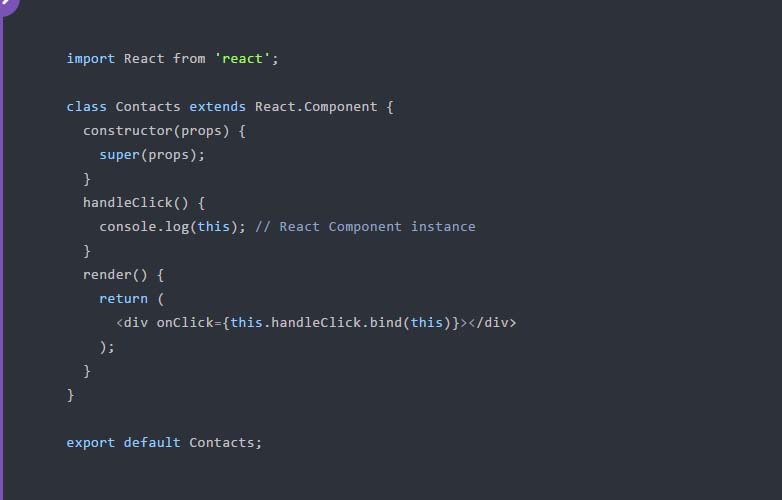 import React from 'react';
class Contacts extends React.Component {
  constructor(props) {
    super(props);
  }
  handleClick() {
    console.log(this); // React Component instance
  }
  render() {
    return (
      <div onClick={this.handleClick.bind(this)}></div>
    );
  }
}
export default Contacts;